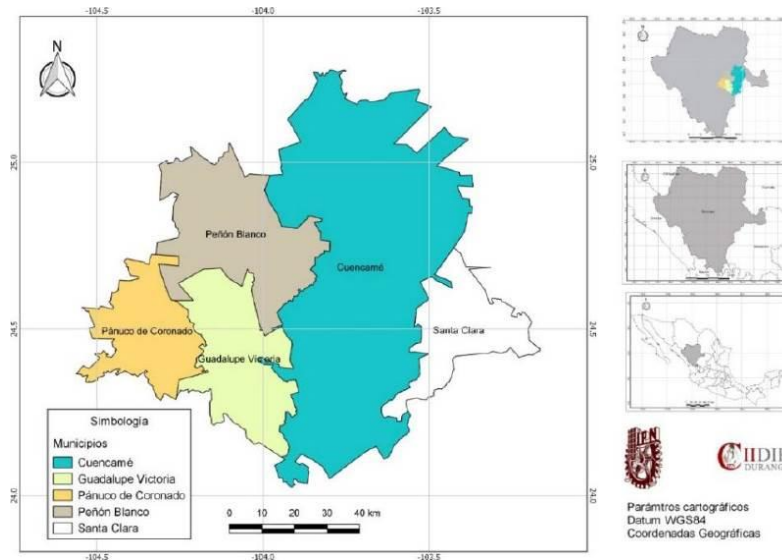 -104.5
-104.0
-103.5
N
25.0
25.0
Peñón Blanco
Cuencamé
Pánuco de Coronado
24.5
Santa Clara
24.5
Guadalupe Victoria
Simbología
Municipios
Cuencamé
Guadalupe Victoria
Pánuco de Coronado
Peñón Blanco
Santa Clara
24.0
24.0
0 10 20 30 40 km
-104.5
-104.0
-103.5
IPN
CIIDIR
DURANGO
Parámtros cartográficos
Datum WGS84
Coordenadas Geográficas